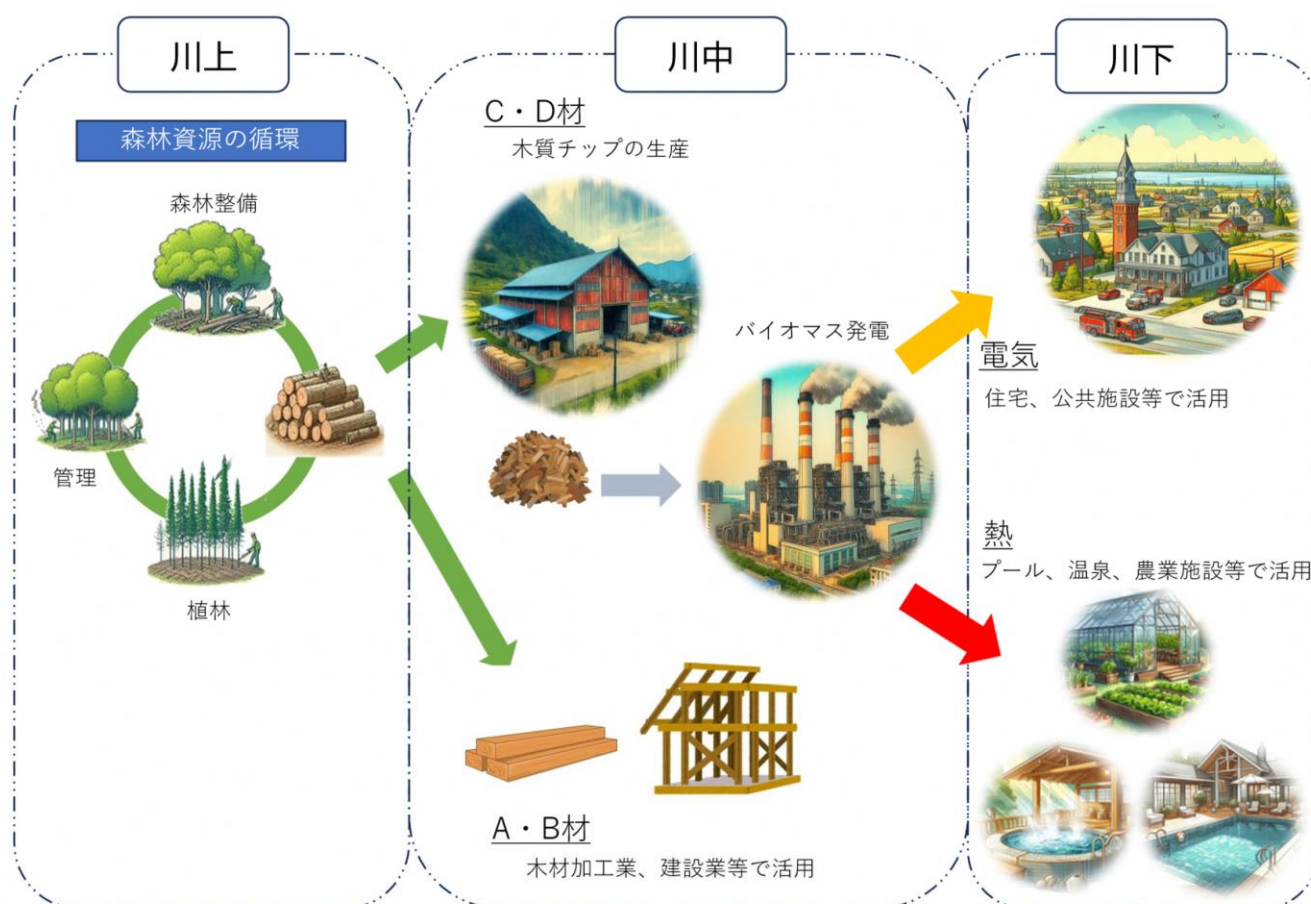 川上
森林資源の循環
森林整備
管理
植林
川中
C・D材
木質チップの生産
バイオマス発電
A・B材
木材加工業、建設業等で活用
川下
電気
住宅、公共施設等で活用
熱
プール、温泉、農業施設等で活用